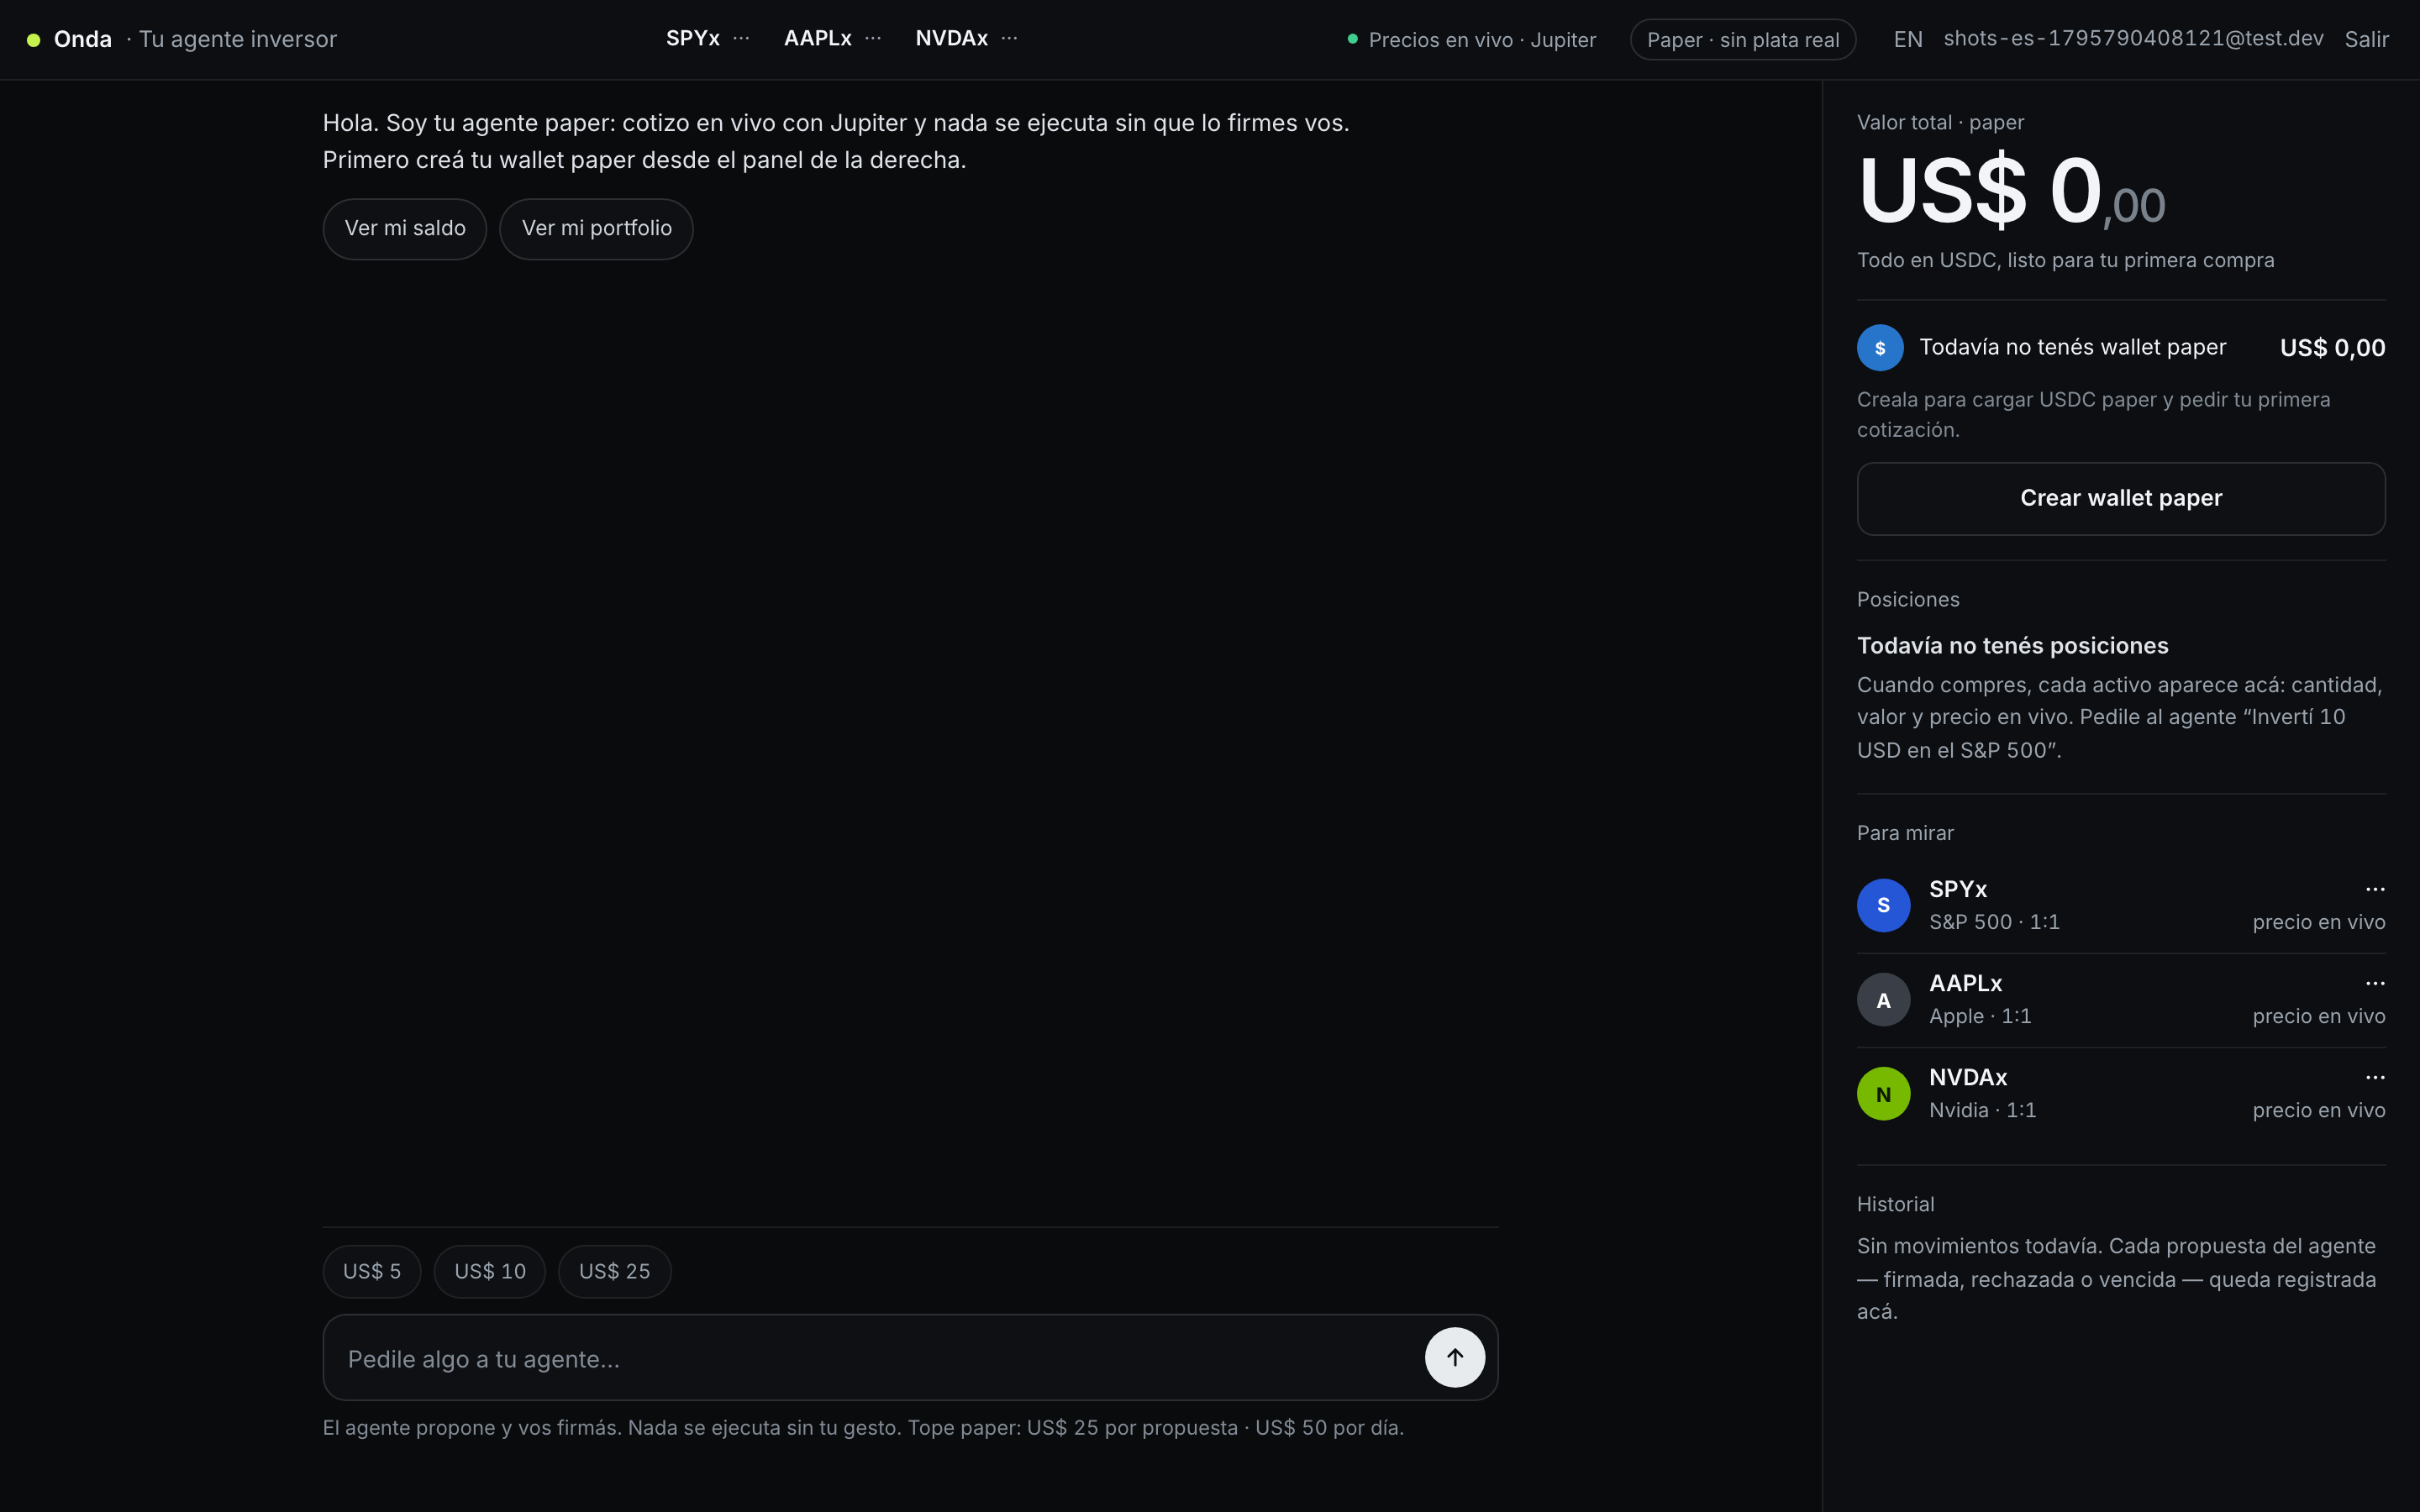 Onda · Tu agente inversor
SPYx ··· AAPLx ··· NVDAx ···
Precios en vivo · Jupiter
Paper · sin plata real
EN shots-es-1795790408121@test.dev Salir
Hola. Soy tu agente paper: cotizo en vivo con Jupiter y nada se ejecuta sin que lo firmes vos.
Primero creá tu wallet paper desde el panel de la derecha.
Ver mi saldo
Ver mi portfolio
US$ 5
US$ 10
US$ 25
Pedile algo a tu agente...
El agente propone y vos firmás. Nada se ejecuta sin tu gesto. Tope paper: US$ 25 por propuesta · US$ 50 por día.
Valor total · paper
US$ 0,00
Todo en USDC, listo para tu primera compra
$ Todavía no tenés wallet paper US$ 0,00
Creala para cargar USDC paper y pedir tu primera
cotización.
Crear wallet paper
Posiciones
Todavía no tenés posiciones
Cuando compres, cada activo aparece acá: cantidad,
valor y precio en vivo. Pedile al agente “Invertí 10
USD en el S&P 500”.
Para mirar
S SPYx ···
S&P 500 · 1:1 precio en vivo
A AAPLx ···
Apple · 1:1 precio en vivo
N NVDAx ···
Nvidia · 1:1 precio en vivo
Historial
Sin movimientos todavía. Cada propuesta del agente
— firmada, rechazada o vencida — queda registrada
acá.